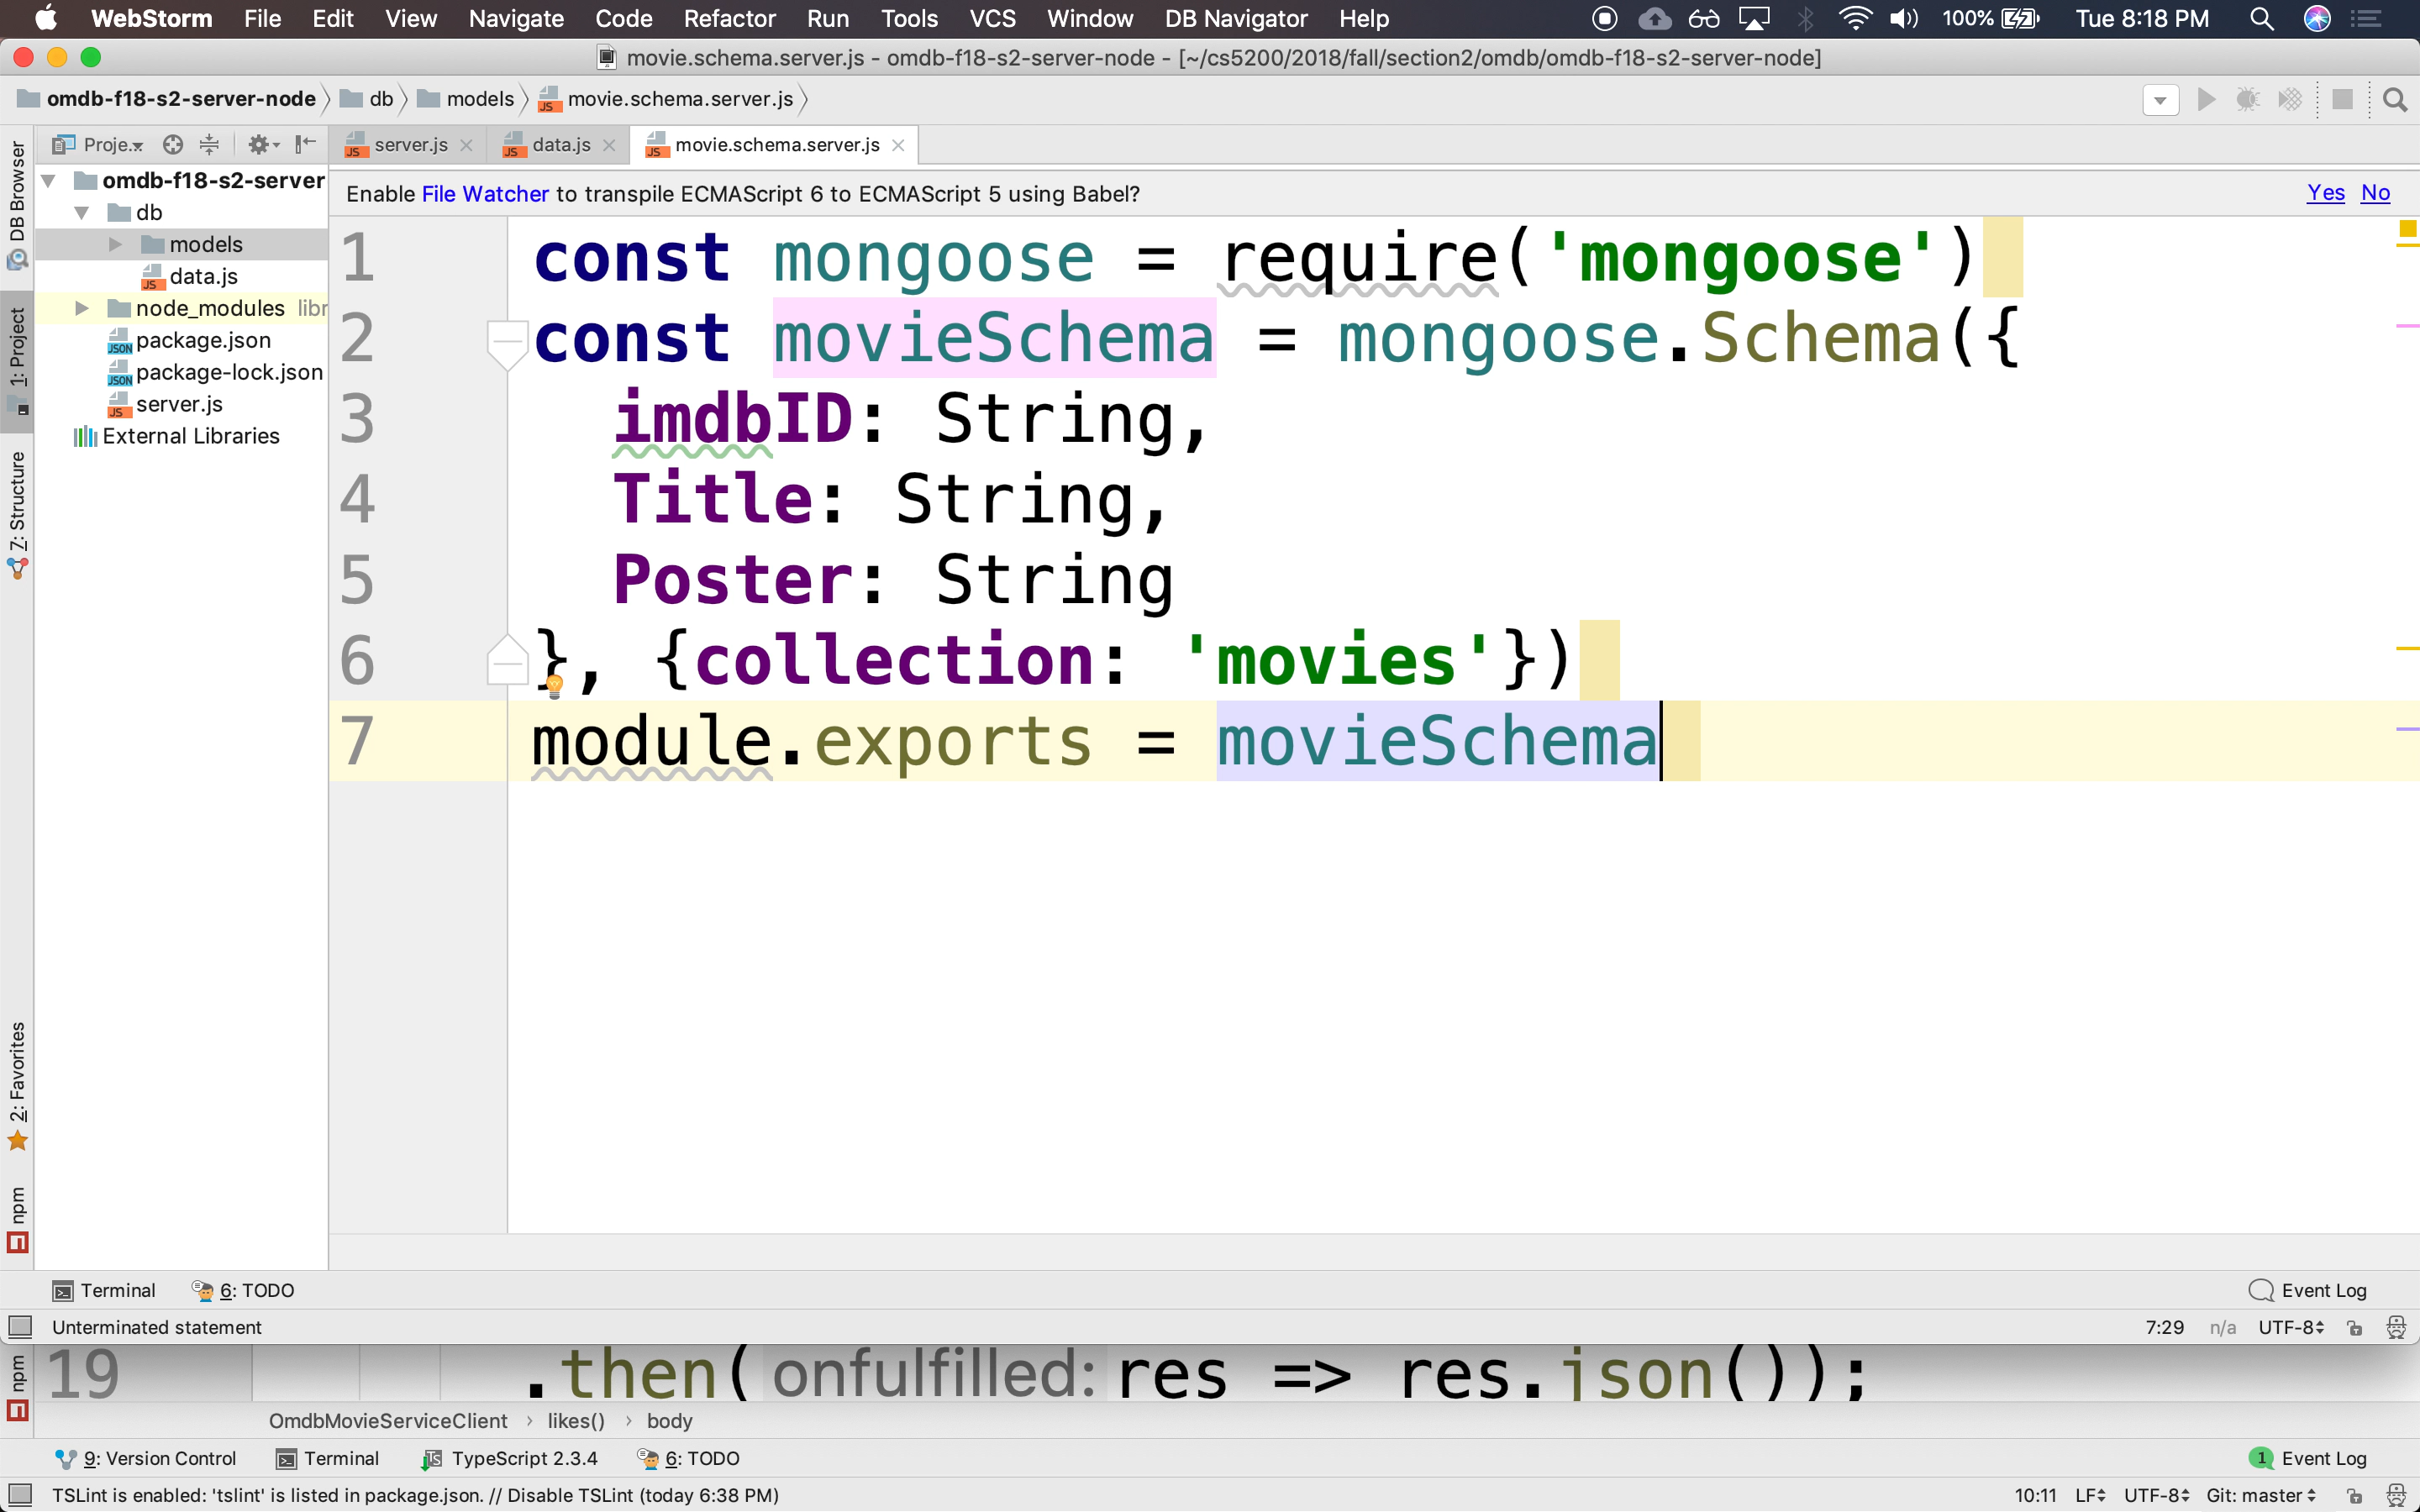 WebStorm File Edit View Navigate Code Refactor Run Tools VCS Window DB Navigator Help 100% Tue 8:18 PM
movie.schema.server.js - omdb-f18-s2-server-node - [~/cs5200/2018/fall/section2/omdb/omdb-f18-s2-server-node]
omdb-f18-s2-server-node db models movie.schema.server.js
Proje.. server.js data.js movie.schema.server.js
DB Browser
1: Project
7: Structure
2: Favorites
npm
omdb-f18-s2-server
db
models
data.js
node_modules libr
package.json
package-lock.json
server.js
External Libraries
Enable File Watcher to transpile ECMAScript 6 to ECMAScript 5 using Babel? Yes No
1 const mongoose = require('mongoose')
2 const movieSchema = mongoose.Schema({
3 imdbID: String,
4 Title: String,
5 Poster: String
6 }, {collection: 'movies'})
7 module.exports = movieSchema
Terminal 6: TODO Event Log
Unterminated statement 7:29 n/a UTF-8
npm
19 .then( onfulfilled: res => res.json());
OmdbMovieServiceClient › likes() › body
9: Version Control Terminal TypeScript 2.3.4 6: TODO 1 Event Log
TSLint is enabled: 'tslint' is listed in package.json. // Disable TSLint (today 6:38 PM) 10:11 LF UTF-8 Git: master